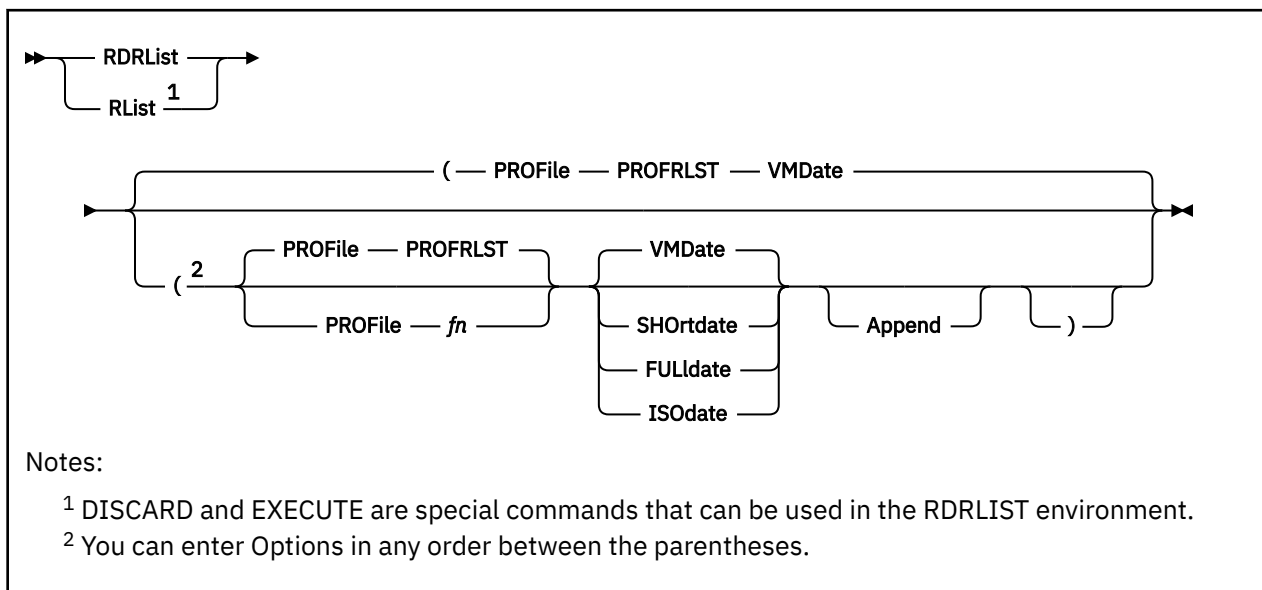 RDRList
RList 1
( PROFile PROFRLST VMDate
PROFile PROFRLST VMDate
( 2
PROFile fn SHOrtdate Append )
FULldate
ISOdate
Notes:
1 DISCARD and EXECUTE are special commands that can be used in the RDRLIST environment.
2 You can enter Options in any order between the parentheses.